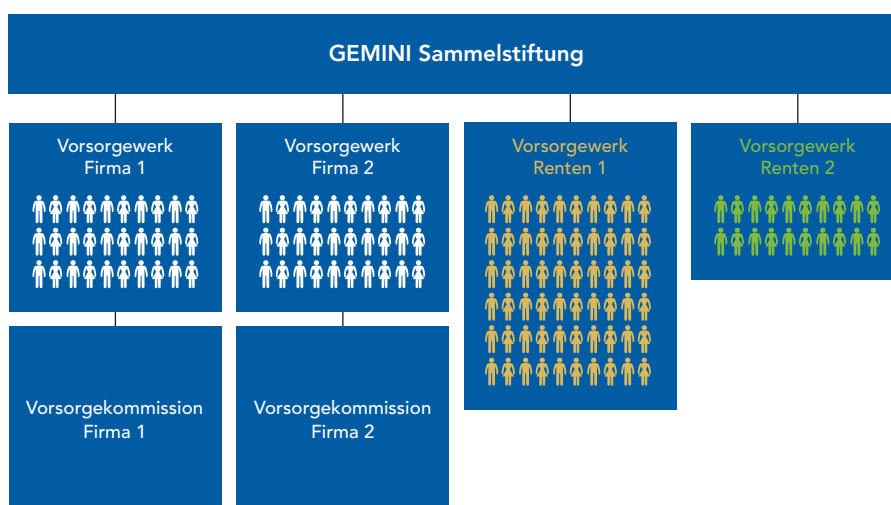 GEMINI Sammelstiftung
Vorsorgewerk
Firma 1
Vorsorgewerk
Firma 2
Vorsorgewerk
Renten 1
Vorsorgewerk
Renten 2
Vorsorgekommission
Firma 1
Vorsorgekommission
Firma 2